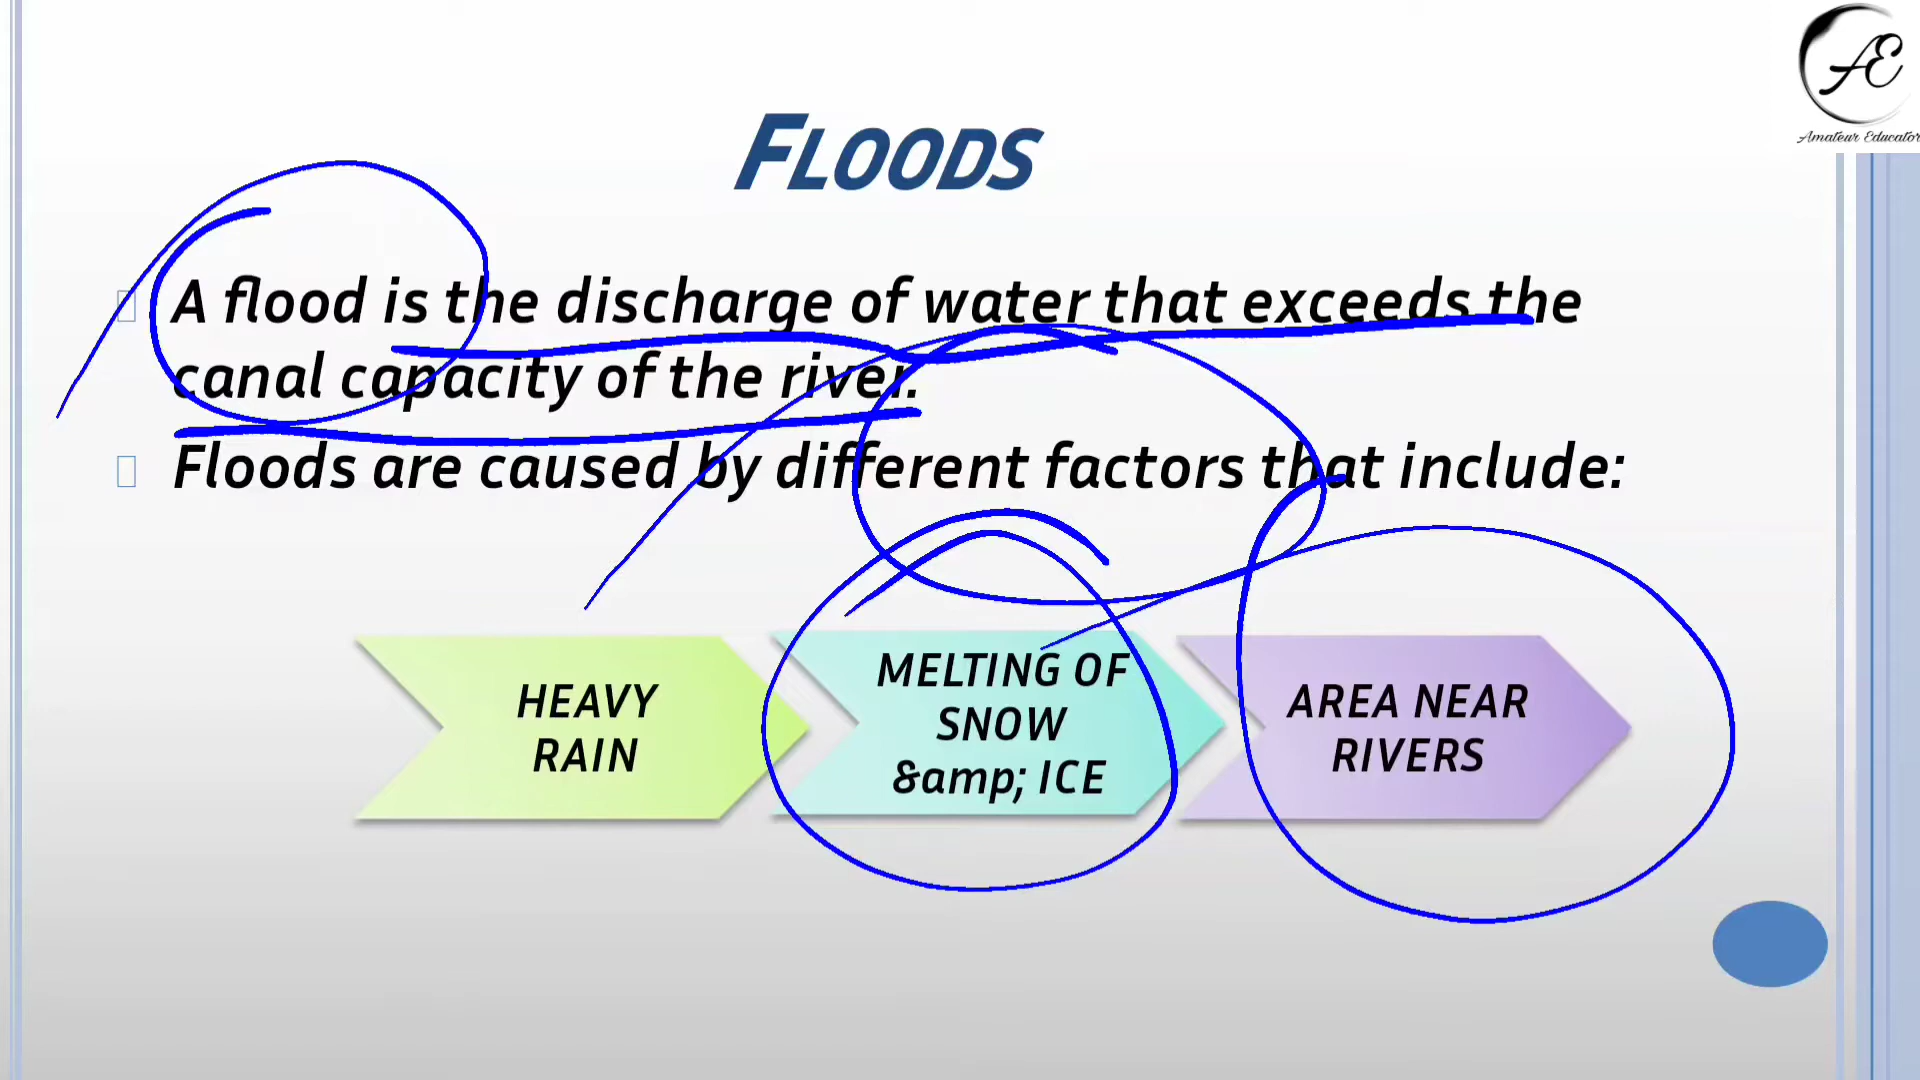 AE
Amateur Educator
FLOODS
A flood is the discharge of water that exceeds the
canal capacity of the river.
Floods are caused by different factors that include:
HEAVY
RAIN
MELTING OF
SNOW
&amp; ICE
AREA NEAR
RIVERS